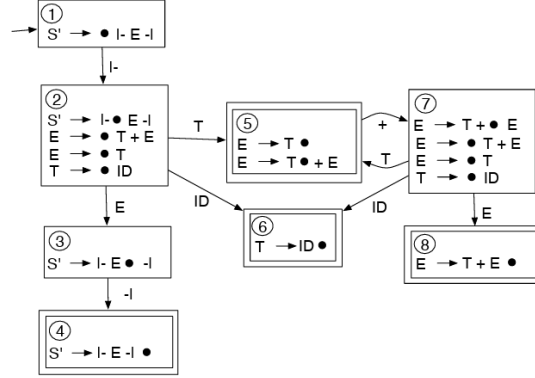 ①
S' → ● |- E -|
|-
②
S' → |- ● E -|
E → ● T + E
E → ● T
T → ● ID
T
⑤
E → T ●
E → T ● + E
+
T
⑦
E → T + ● E
E → ● T + E
E → ● T
T → ● ID
E
ID
⑥
T → ID ●
ID
E
③
S' → |- E ● -|
⑧
E → T + E ●
-|
④
S' → |- E -| ●